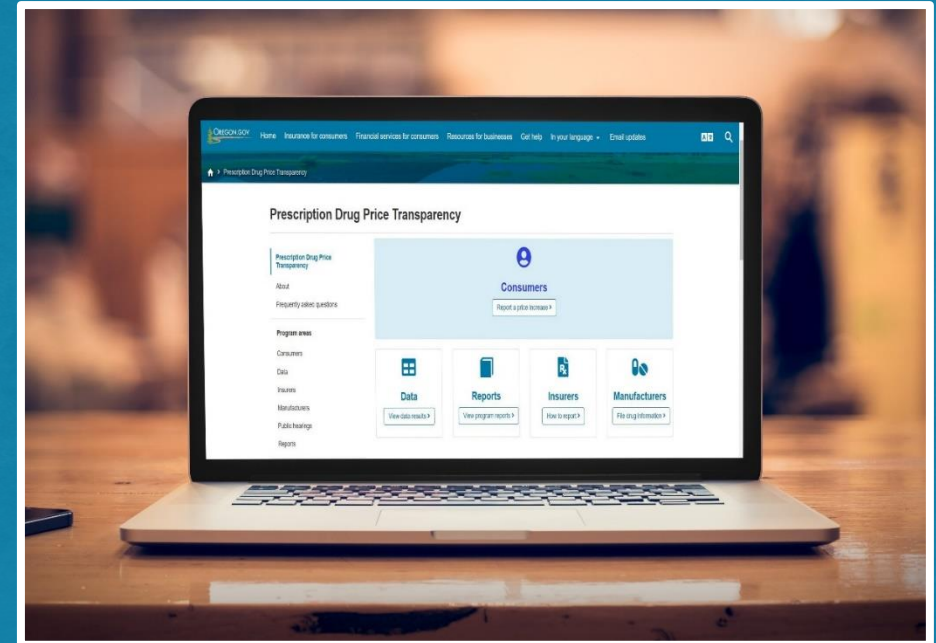 OREGON.GOV Home Insurance for consumers Financial services for consumers Resources for businesses Get help In your language Email updates
Prescription Drug Price Transparency
Prescription Drug Price Transparency
Prescription Drug Price
Transparency
About
Frequently asked questions
Program areas
Consumers
Data
Insurers
Manufacturers
Public hearings
Reports
Consumers
Report a price increase >
Data
View data results >
Reports
View program reports >
Rx
Insurers
How to report >
Manufacturers
File drug information >